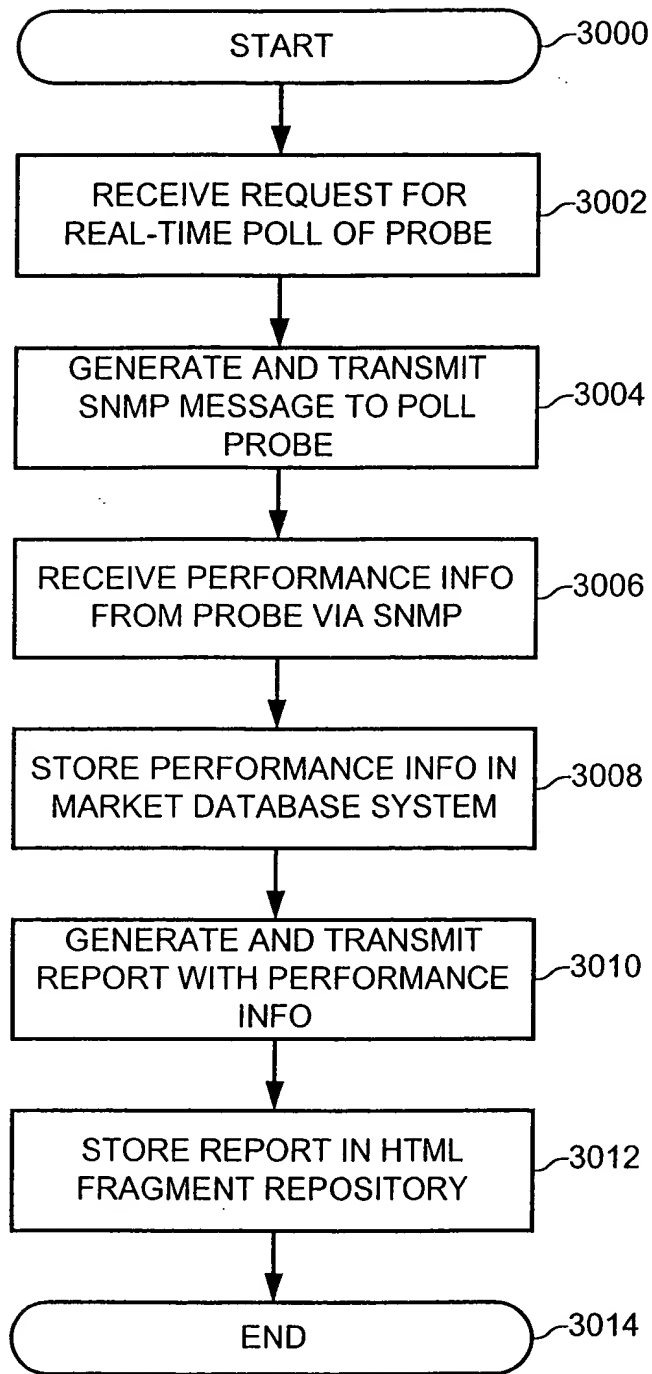 START
3000
RECEIVE REQUEST FOR
REAL-TIME POLL OF PROBE
3002
GENERATE AND TRANSMIT
SNMP MESSAGE TO POLL
PROBE
3004
RECEIVE PERFORMANCE INFO
FROM PROBE VIA SNMP
3006
STORE PERFORMANCE INFO IN
MARKET DATABASE SYSTEM
3008
GENERATE AND TRANSMIT
REPORT WITH PERFORMANCE
INFO
3010
STORE REPORT IN HTML
FRAGMENT REPOSITORY
3012
END
3014